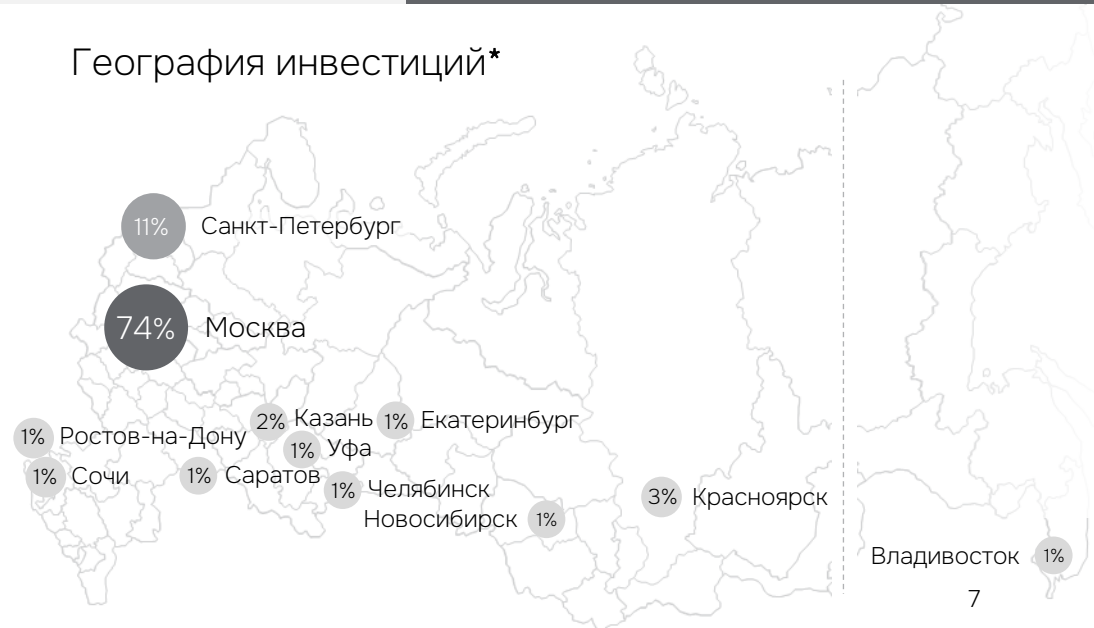 География инвестиций*
11% Санкт-Петербург
74% Москва
2% Казань 1% Екатеринбург
1% Ростов-на-Дону
1% Уфа
1% Сочи 1% Саратов
1% Челябинск
3% Красноярск
Новосибирск 1%
Владивосток 1%
7